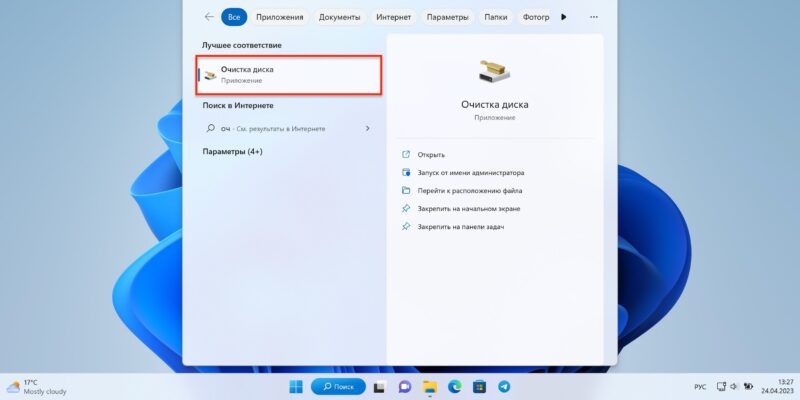 Все Приложения Документы Интернет Параметры Папки Фотогр
Лучшее соответствие
Очистка диска
Приложение
Поиск в Интернете
оч - См. результаты в Интернете
Параметры (4+)
Очистка диска
Приложение
Открыть
Запуск от имени администратора
Перейти к расположению файла
Закрепить на начальном экране
Закрепить на панели задач
17°C
Mostly cloudy
Поиск
РУС
13:27
24.04.2023